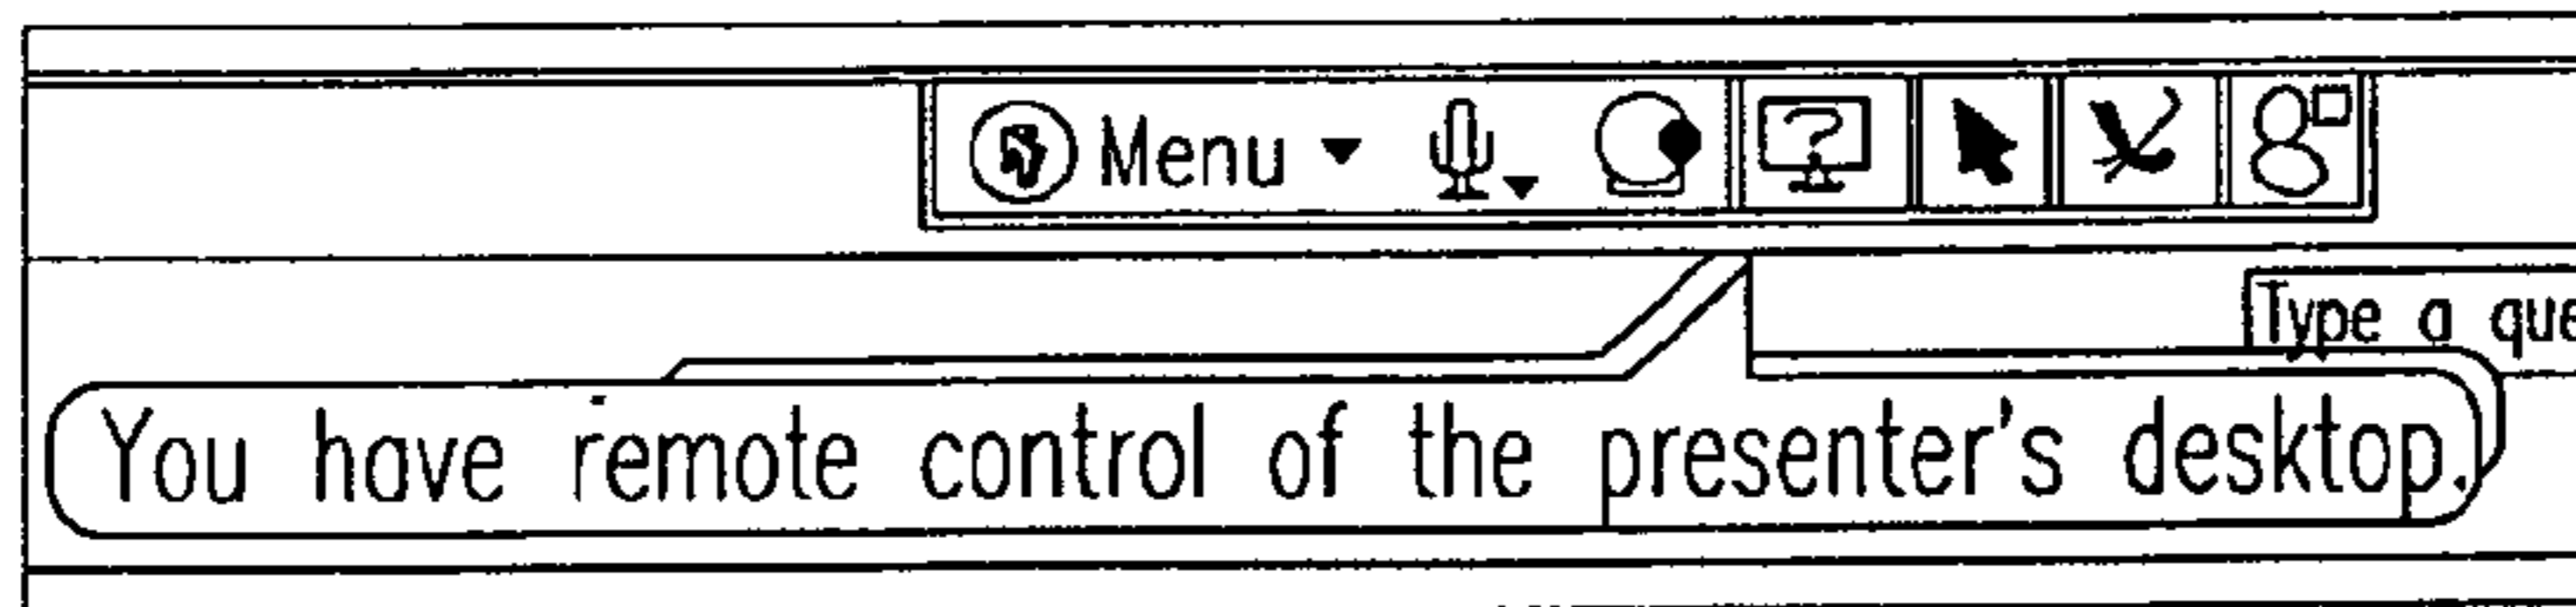 Menu
Type a que
You have remote control of the presenter's desktop.